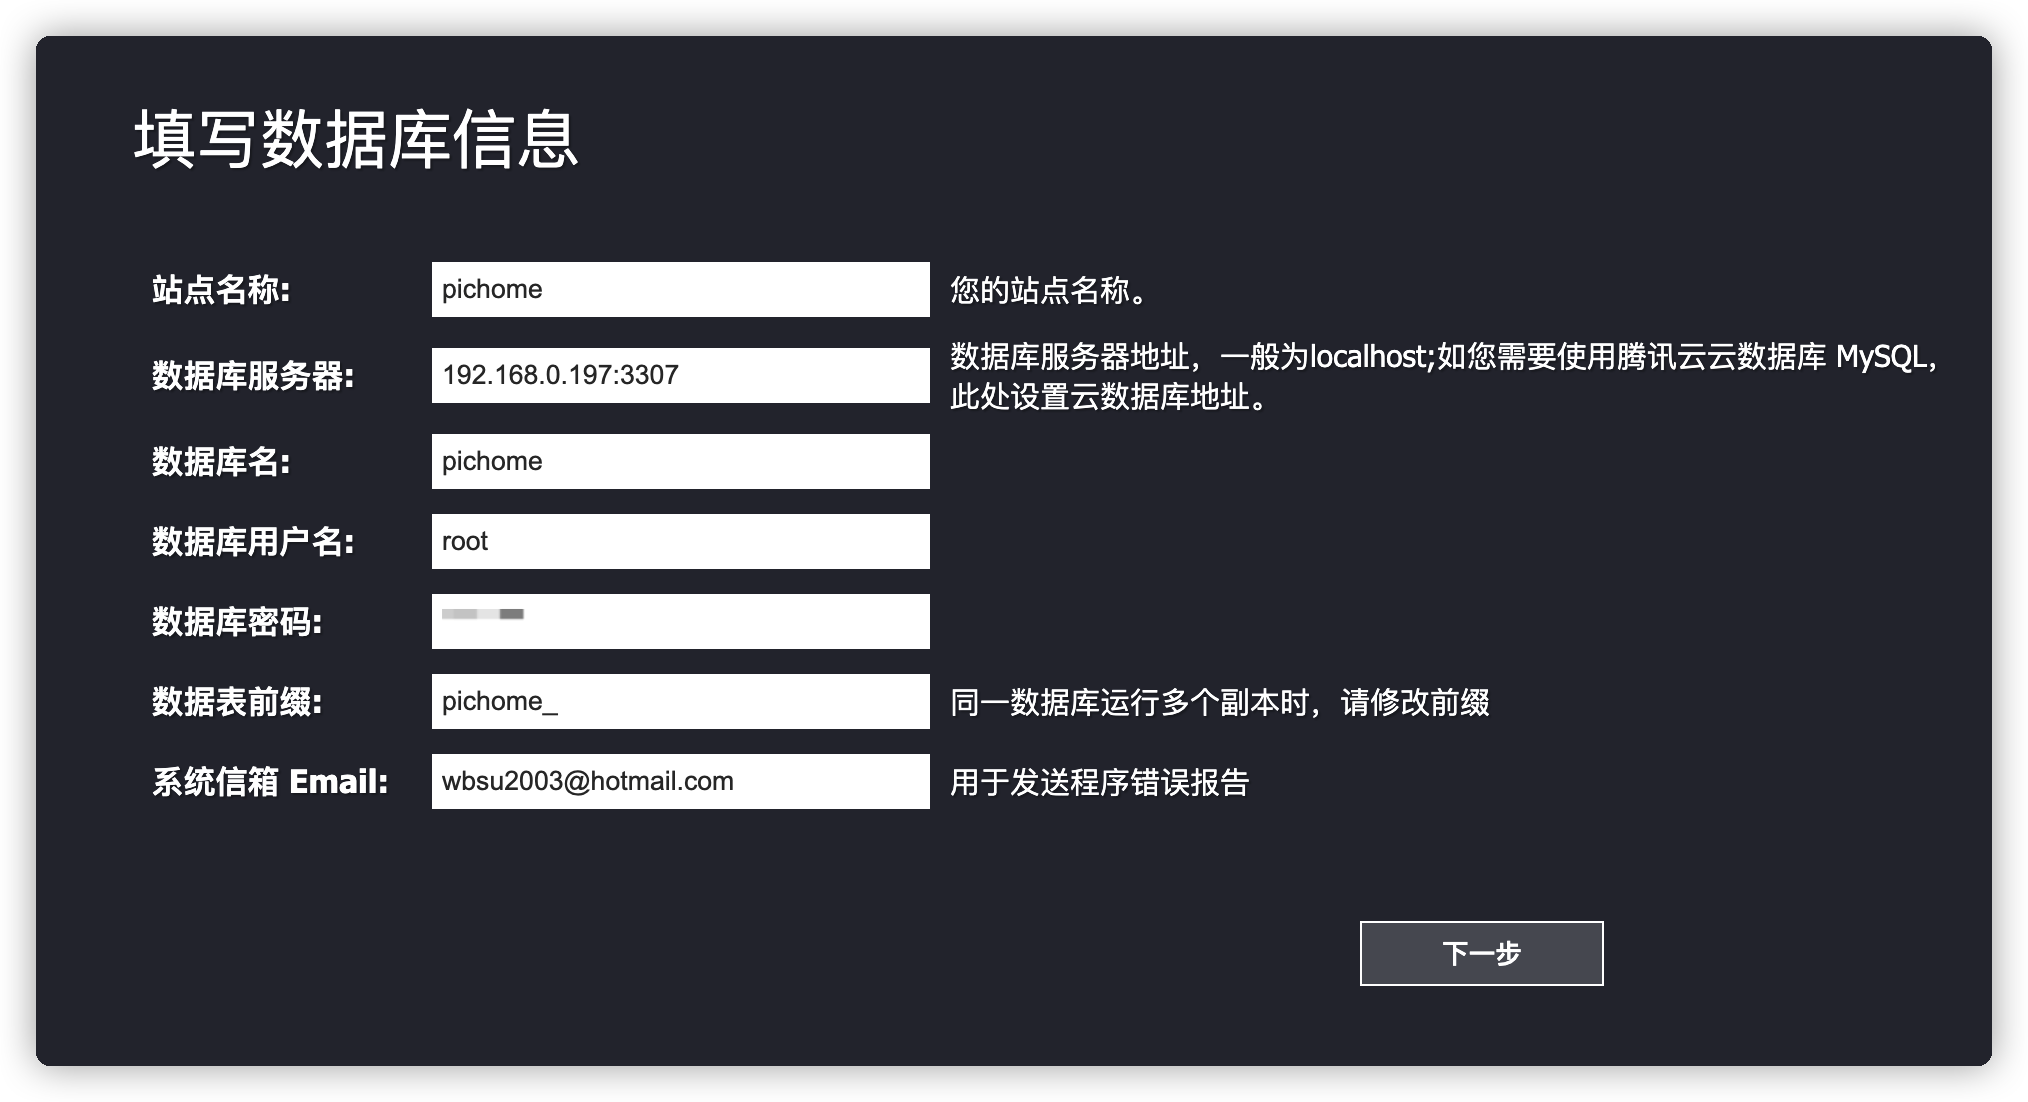 填写数据库信息
站点名称: pichome 您的站点名称。
数据库服务器: 192.168.0.197:3307 数据库服务器地址，一般为localhost;如您需要使用腾讯云云数据库 MySQL，
此处设置云数据库地址。
数据库名: pichome
数据库用户名: root
数据库密码:
数据表前缀: pichome_ 同一数据库运行多个副本时，请修改前缀
系统信箱 Email: wbsu2003@hotmail.com 用于发送程序错误报告
下一步